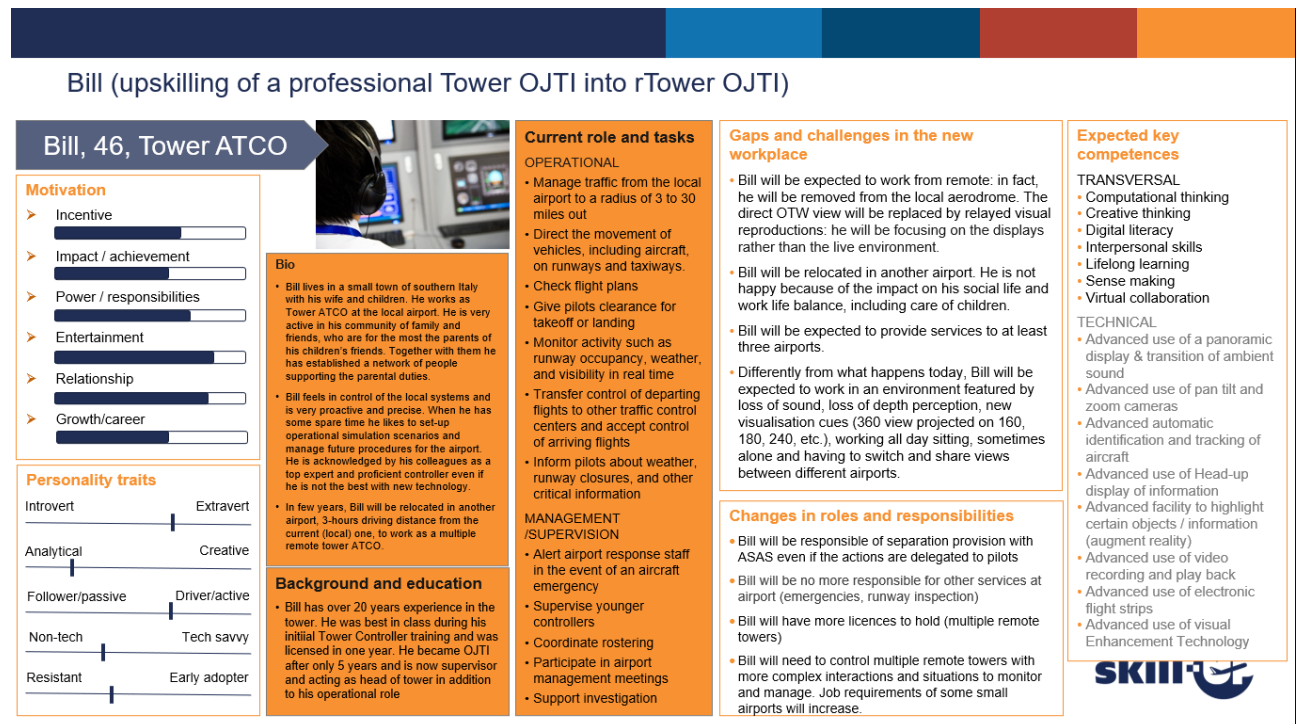 Bill (upskilling of a professional Tower OJTI into rTower OJTI)
Bill, 46, Tower ATCO
Motivation
Incentive
Impact / achievement
Power / responsibilities
Entertainment
Relationship
Growth/career
Personality traits
Introvert Extravert
Analytical Creative
Follower/passive Driver/active
Non-tech Tech savvy
Resistant Early adopter
Bio
• Bill lives in a small town of southern Italy
with his wife and children. He works as
Tower ATCO at the local airport. He is very
active in his community of family and
friends, who are for the most the parents of
his children's friends. Together with them he
has established a network of people
supporting the parental duties.
• Bill feels in control of the local systems and
is very proactive and precise. When he has
some spare time he likes to set-up
operational simulation scenarios and
manage future procedures for the airport.
He is acknowledged by his colleagues as a
top expert and proficient controller even if
he is not the best with new technology.
• In few years, Bill will be relocated in another
airport, 3-hours driving distance from the
current (local) one, to work as a multiple
remote tower ATCO.
Background and education
• Bill has over 20 years experience in the
tower. He was best in class during his
initiial Tower Controller training and was
licensed in one year. He became OJTI
after only 5 years and is now supervisor
and acting as head of tower in addition
to his operational role
Current role and tasks
OPERATIONAL
• Manage traffic from the local
airport to a radius of 3 to 30
miles out
• Direct the movement of
vehicles, including aircraft,
on runways and taxiways.
• Check flight plans
• Give pilots clearance for
takeoff or landing
• Monitor activity such as
runway occupancy, weather,
and visibility in real time
• Transfer control of departing
flights to other traffic control
centers and accept control
of arriving flights
• Inform pilots about weather,
runway closures, and other
critical information
MANAGEMENT
/SUPERVISION
• Alert airport response staff
in the event of an aircraft
emergency
• Supervise younger
controllers
• Coordinate rostering
• Participate in airport
management meetings
• Support investigation
Gaps and challenges in the new
workplace
• Bill will be expected to work from remote: in fact,
he will be removed from the local aerodrome. The
direct OTW view will be replaced by relayed visual
reproductions: he will be focusing on the displays
rather than the live environment.
• Bill will be relocated in another airport. He is not
happy because of the impact on his social life and
work life balance, including care of children.
• Bill will be expected to provide services to at least
three airports.
• Differently from what happens today, Bill will be
expected to work in an environment featured by
loss of sound, loss of depth perception, new
visualisation cues (360 view projected on 160,
180, 240, etc.), working all day sitting, sometimes
alone and having to switch and share views
between different airports.
Changes in roles and responsibilities
• Bill will be responsible of separation provision with
ASAS even if the actions are delegated to pilots
• Bill will be no more responsible for other services at
airport (emergencies, runway inspection)
• Bill will have more licences to hold (multiple remote
towers)
• Bill will need to control multiple remote towers with
more complex interactions and situations to monitor
and manage. Job requirements of some small
airports will increase.
Expected key
competences
TRANSVERSAL
• Computational thinking
• Creative thinking
• Digital literacy
• Interpersonal skills
• Lifelong learning
• Sense making
• Virtual collaboration
TECHNICAL
• Advanced use of a panoramic
display & transition of ambient
sound
• Advanced use of pan tilt and
zoom cameras
• Advanced automatic
identification and tracking of
aircraft
• Advanced use of Head-up
display of information
• Advanced facility to highlight
certain objects / information
(augment reality)
• Advanced use of video
recording and play back
• Advanced use of electronic
flight strips
• Advanced use of visual
Enhancement Technology
skill